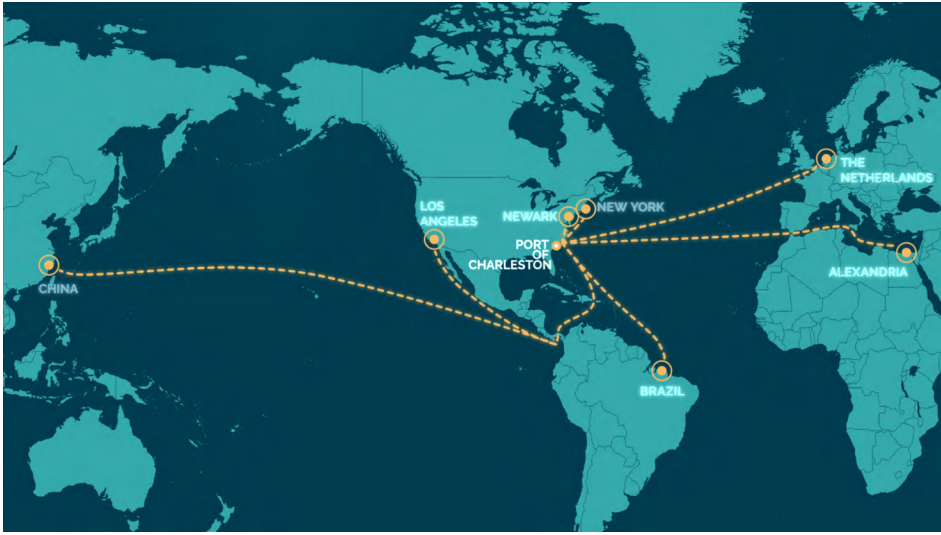 LOS
ANGELES
NEWARK
NEW YORK
THE
NETHERLANDS
PORT
OF
CHARLESTON
ALEXANDRIA
CHINA
BRAZIL